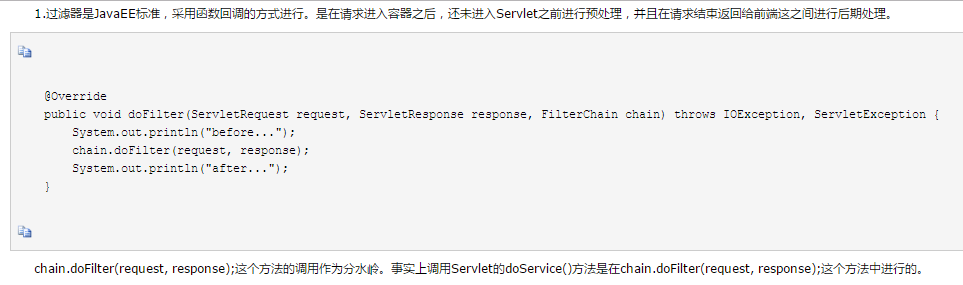 1.过滤器是JavaEE标准，采用函数回调的方式进行。是在请求进入容器之后，还未进入Servlet之前进行预处理，并且在请求结束返回给前端这之间进行后期处理。
@Override
public void doFilter(ServletRequest request, ServletResponse response, FilterChain chain) throws IOException, ServletException {
    System.out.println("before...");
    chain.doFilter(request, response);
    System.out.println("after...");
}
chain.doFilter(request, response);这个方法的调用作为分水岭。事实上调用Servlet的doService()方法是在chain.doFilter(request, response);这个方法中进行的。